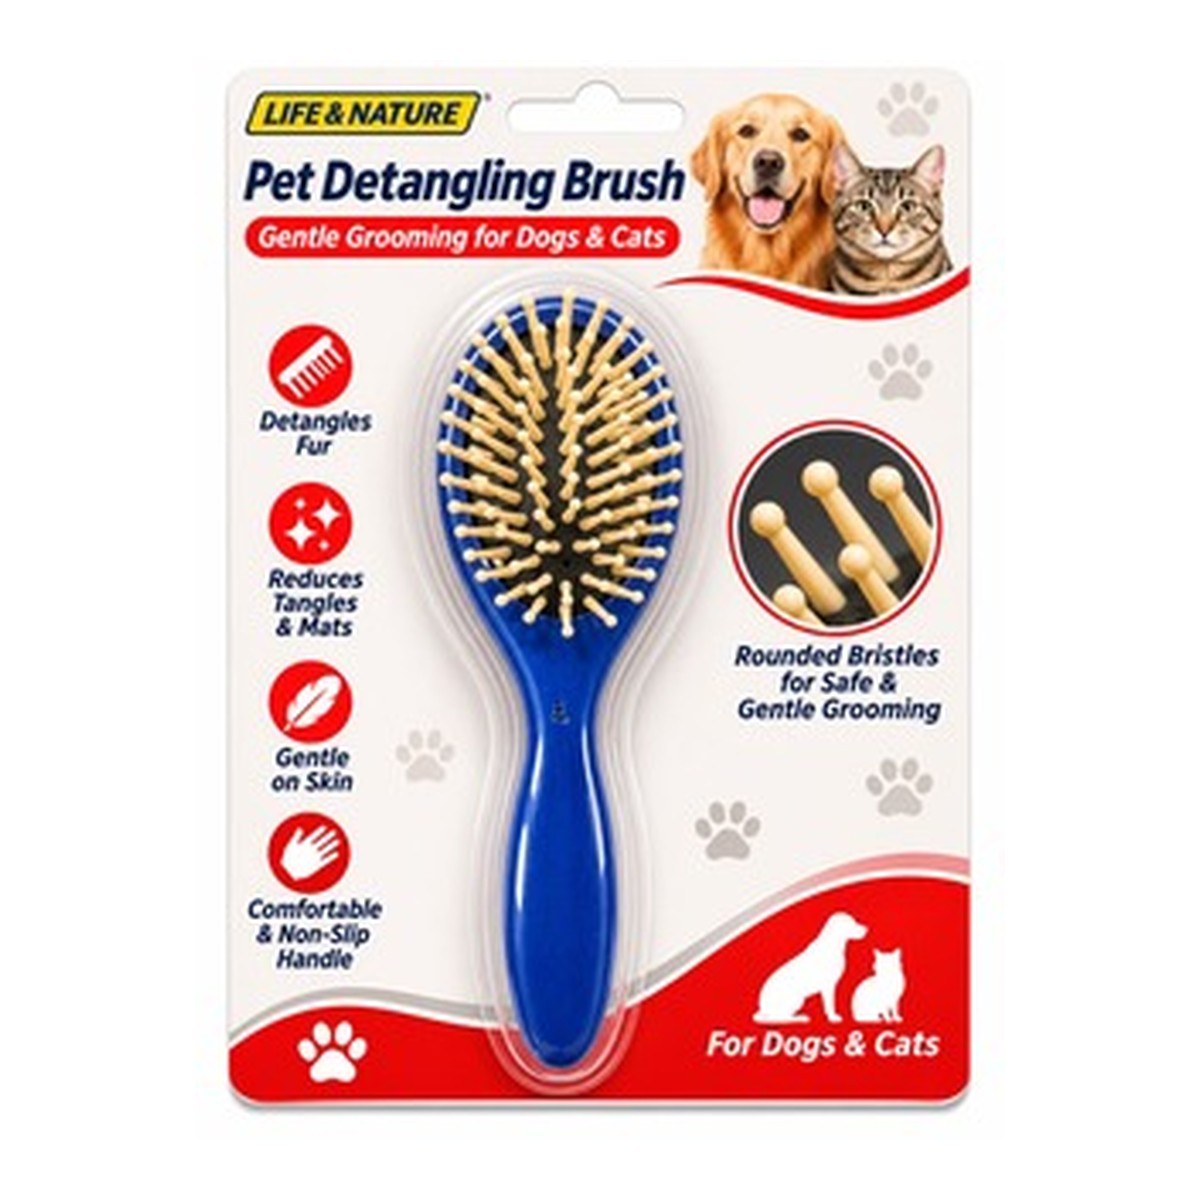 LIFE & NATURE®
Pet Detangling Brush
Gentle Grooming for Dogs & Cats
Detangles
Fur
Reduces
Tangles
& Mats
Gentle
on Skin
Comfortable
& Non-Slip
Handle
Rounded Bristles
for Safe &
Gentle Grooming
For Dogs & Cats